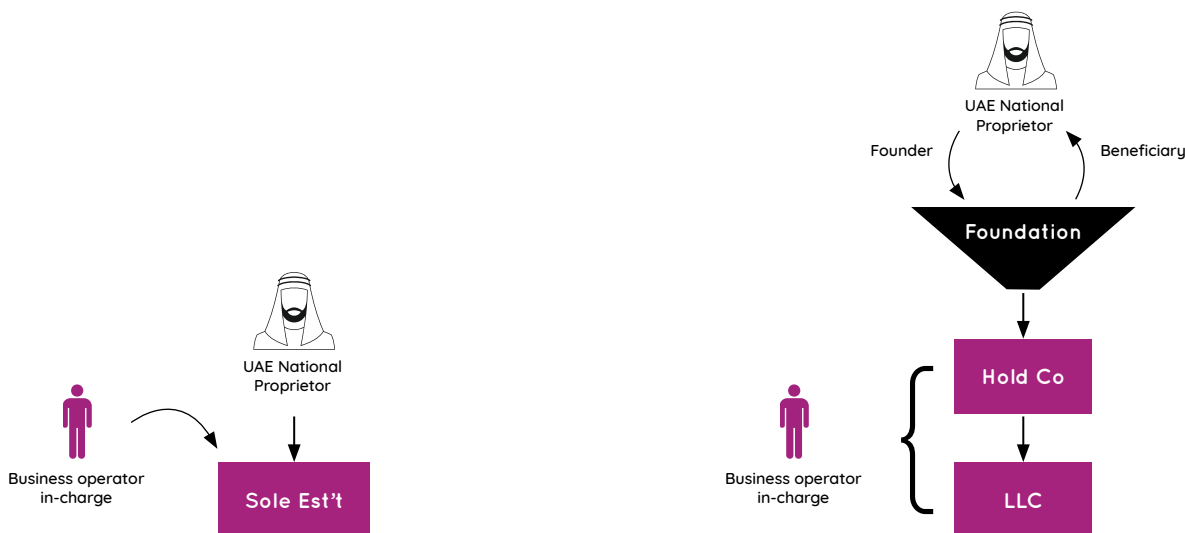 UAE National
Proprietor
Business operator
in-charge
Sole Est't
UAE National
Proprietor
Founder
Beneficiary
Foundation
Hold Co
Business operator
in-charge
LLC